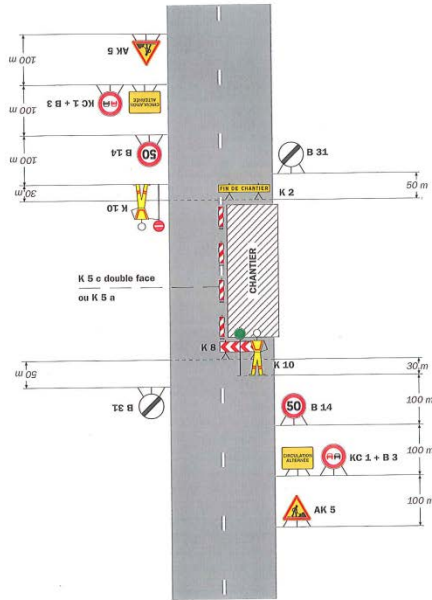 AK 5
100 m
CIRCULATION ALTERNÉE
KC 1 + B 3
100 m
50
B 14
100 m
B 31
50 m
FIN DE CHANTIER
K 2
30 m
K 10
CHANTIER
K 5 c double face
ou K 5 a
K 8
K 10
30 m
50 m
B 31
50
B 14
100 m
CIRCULATION
ALTERNÉE
KC 1 + B 3
100 m
AK 5
100 m